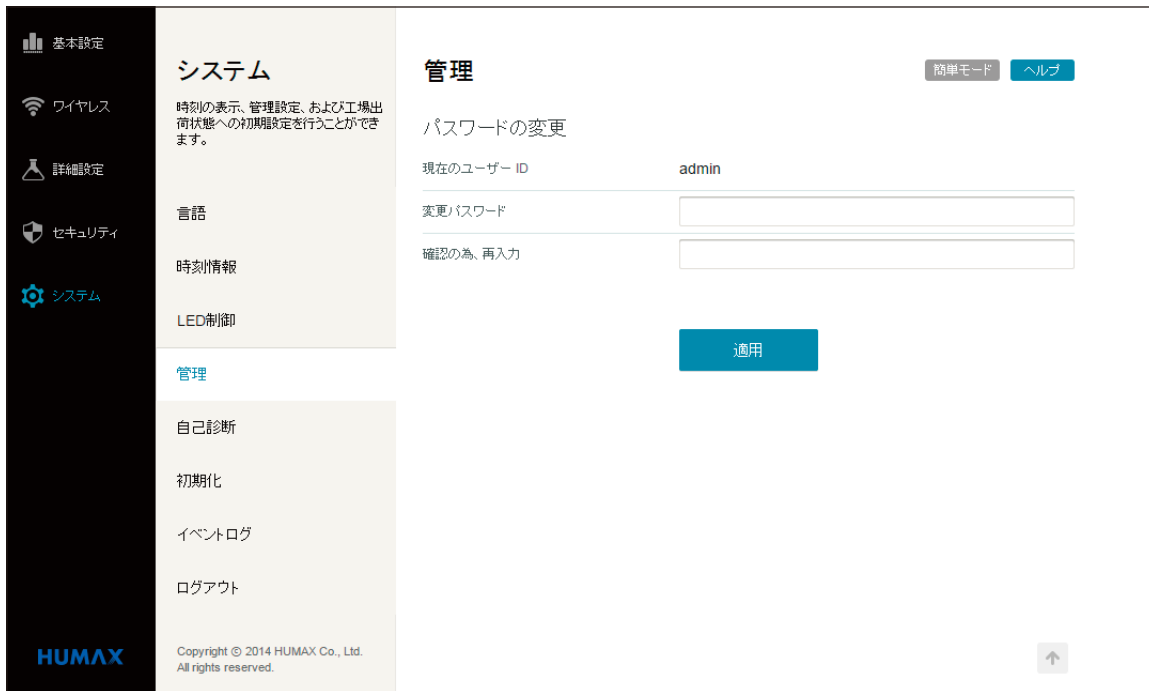 基本設定
ワイヤレス
詳細設定
セキュリティ
システム
HUMAX
システム
時刻の表示、管理設定、および工場出
荷状態への初期設定を行うことができ
ます。
言語
時刻情報
LED制御
管理
自己診断
初期化
イベントログ
ログアウト
Copyright © 2014 HUMAX Co., Ltd.
All rights reserved.
管理
簡単モード
ヘルプ
パスワードの変更
現在のユーザー ID
admin
変更パスワード
確認の為、再入力
適用